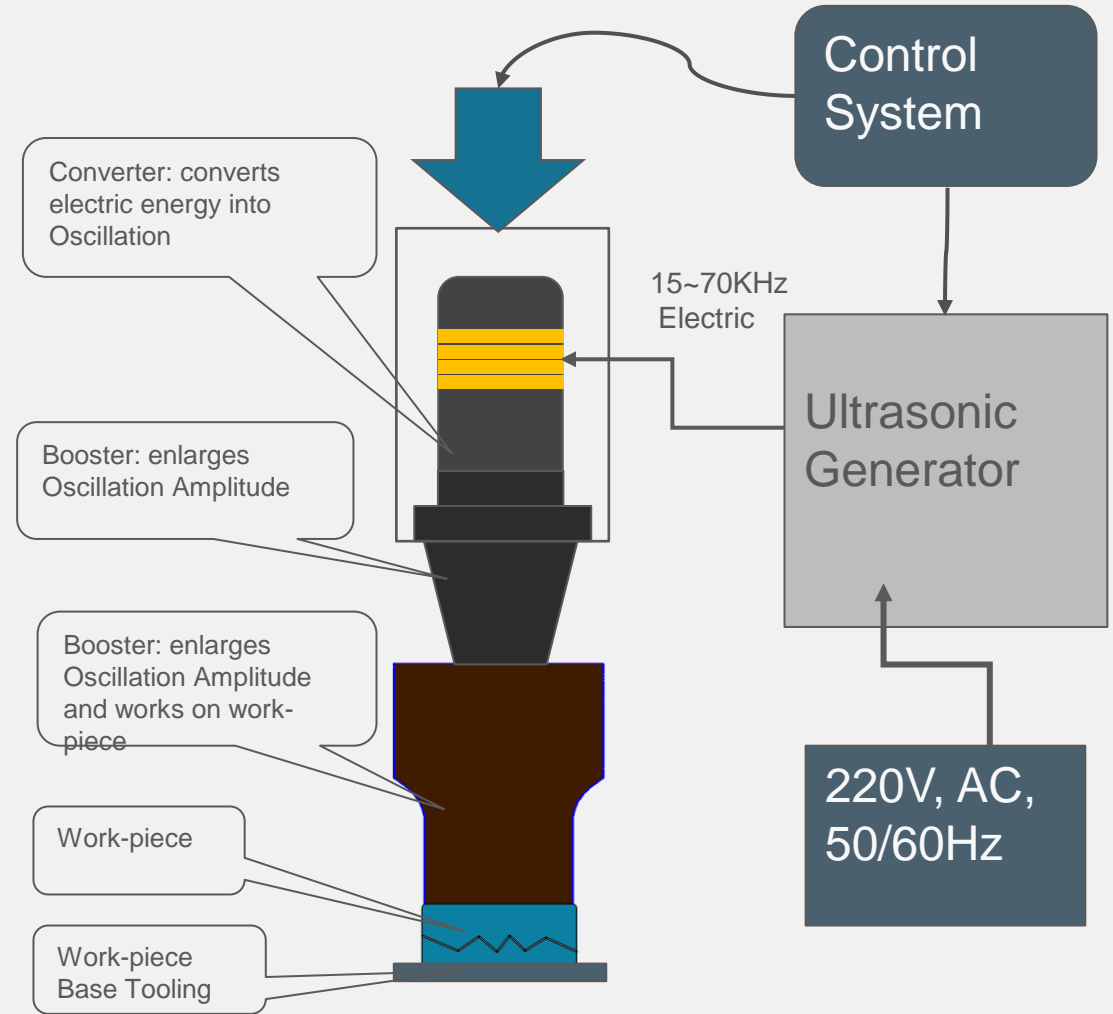 Control
System
Converter: converts
electric energy into
Oscillation
15~70KHz
Electric
Ultrasonic
Generator
Booster: enlarges
Oscillation Amplitude
Booster: enlarges
Oscillation Amplitude
and works on work-
piece
220V, AC,
50/60Hz
Work-piece
Work-piece
Base Tooling